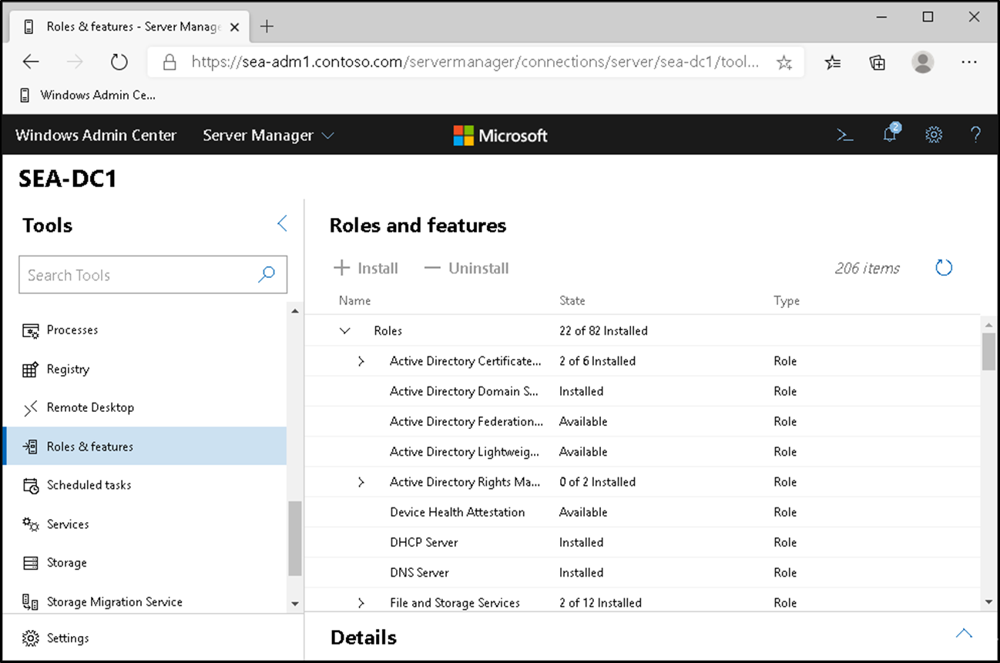 Roles & features - Server Manage
https://sea-adm1.contoso.com/servermanager/connections/server/sea-dc1/tool...
Windows Admin Ce...
Windows Admin Center Server Manager Microsoft 2 ?
SEA-DC1
Tools
Search Tools
Processes
Registry
Remote Desktop
Roles & features
Scheduled tasks
Services
Storage
Storage Migration Service
Settings
Roles and features
Install Uninstall 206 items
Name State Type
Roles 22 of 82 Installed
Active Directory Certificate... 2 of 6 Installed Role
Active Directory Domain S... Installed Role
Active Directory Federation... Available Role
Active Directory Lightweig... Available Role
Active Directory Rights Ma... 0 of 2 Installed Role
Device Health Attestation Available Role
DHCP Server Installed Role
DNS Server Installed Role
File and Storage Services 2 of 12 Installed Role
Details